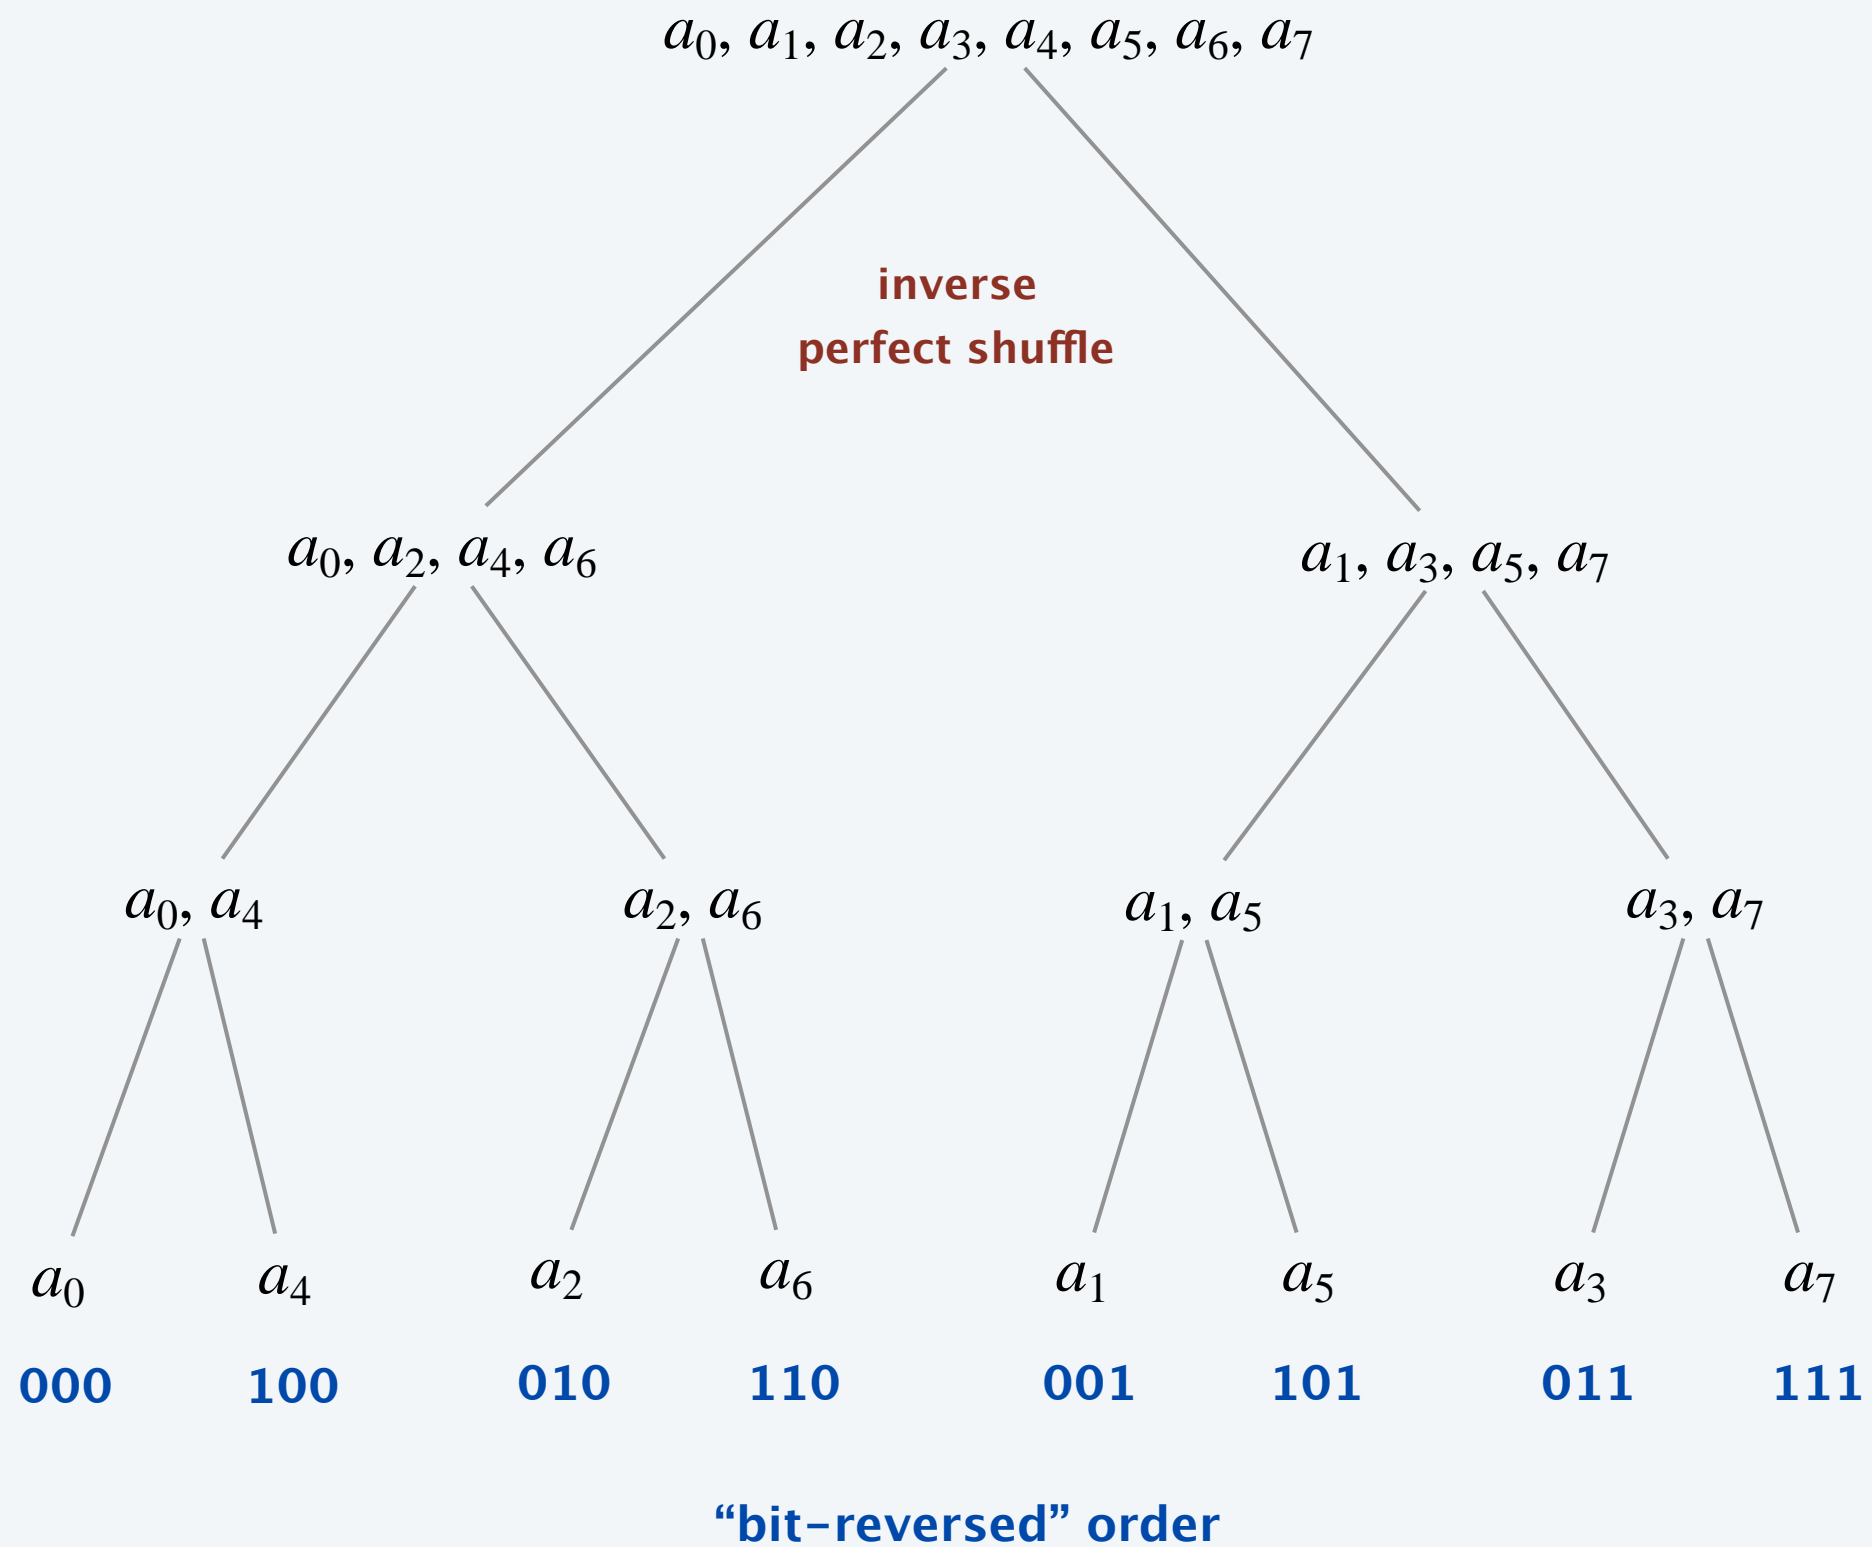 a₀, a₁, a₂, a₃, a₄, a₅, a₆, a₇
inverse
perfect shuffle
a₀, a₂, a₄, a₆
a₁, a₃, a₅, a₇
a₀, a₄
a₂, a₆
a₁, a₅
a₃, a₇
a₀ a₄ a₂ a₆ a₁ a₅ a₃ a₇
000 100 010 110 001 101 011 111
“bit-reversed” order